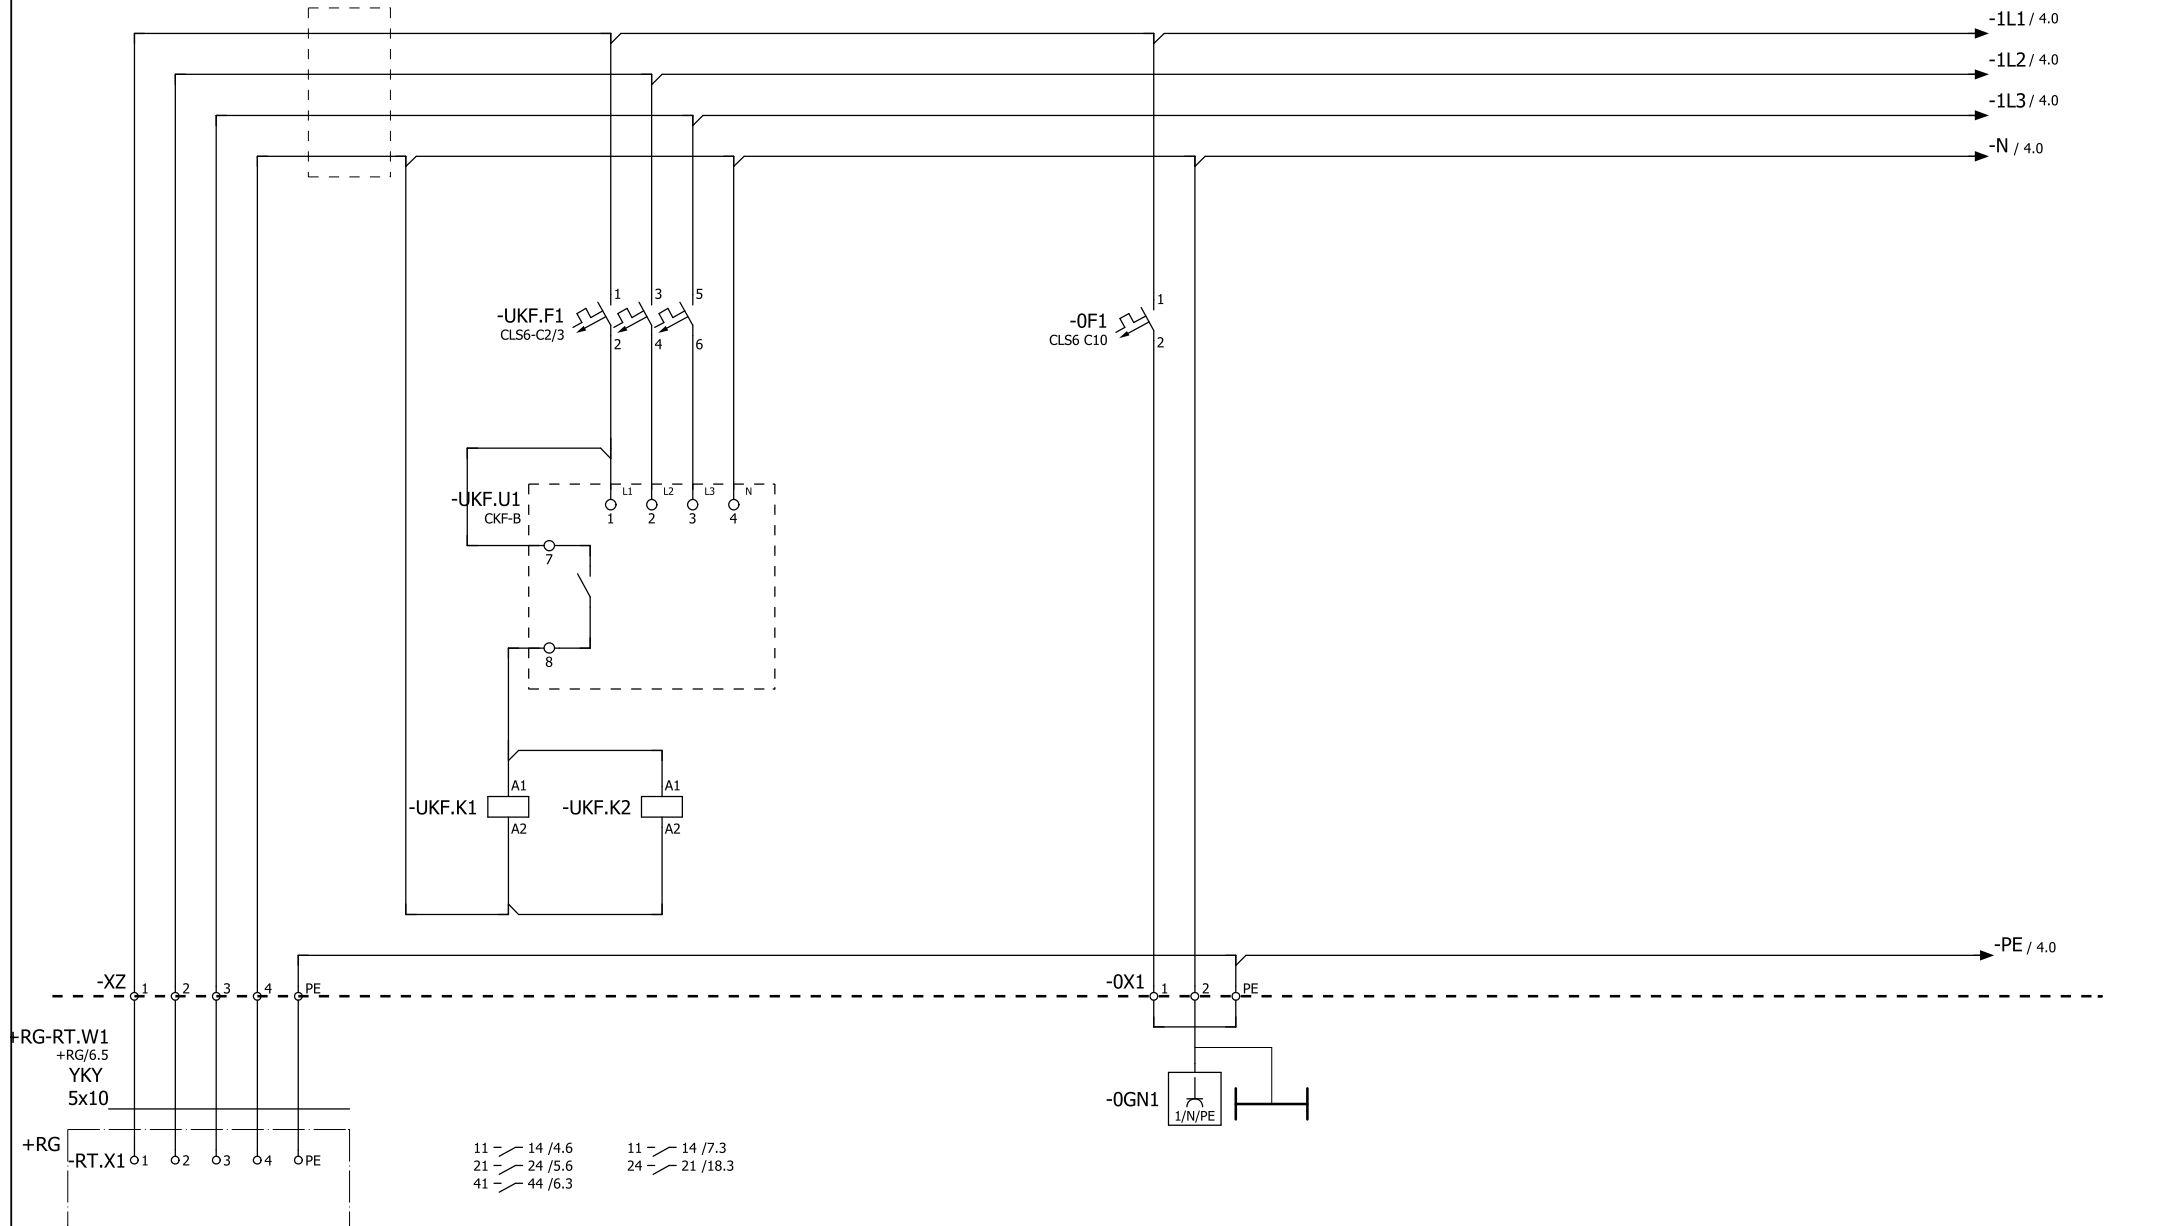 -1L1 / 4.0
-1L2 / 4.0
-1L3 / 4.0
-N / 4.0
1 3 5
-UKF.F1
CLS6-C2/3
2 4 6
1
-0F1
CLS6 C10
2
-UKF.U1
CKF-B
L1 L2 L3 N
1 2 3 4
7
8
A1 A1
-UKF.K1 -UKF.K2
A2 A2
-PE / 4.0
-XZ 1 2 3 4 PE
-0X1 1 2 PE
+RG-RT.W1
+RG/6.5
YKY
5x10
-0GN1
1/N/PE
+RG
-RT.X1 1 2 3 4 PE
11 14 /4.6
21 24 /5.6
41 44 /6.3
11 14 /7.3
24 21 /18.3